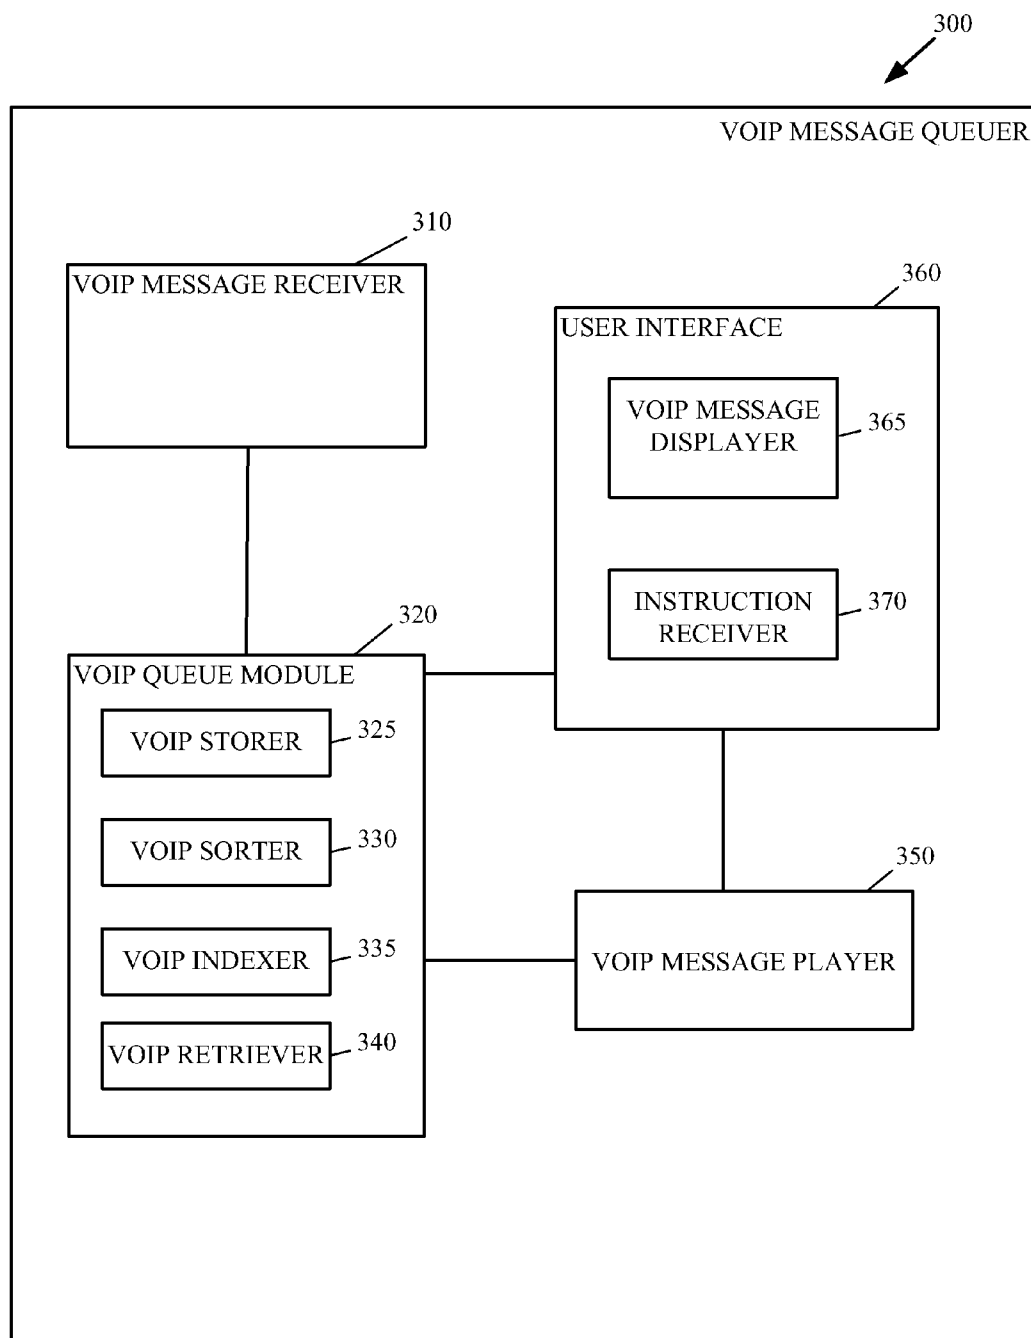 300
VOIP MESSAGE QUEUER
310
VOIP MESSAGE RECEIVER
360
USER INTERFACE
VOIP MESSAGE
DISPLAYER
365
INSTRUCTION
RECEIVER
370
320
VOIP QUEUE MODULE
VOIP STORER
325
VOIP SORTER
330
VOIP INDEXER
335
VOIP RETRIEVER
340
350
VOIP MESSAGE PLAYER